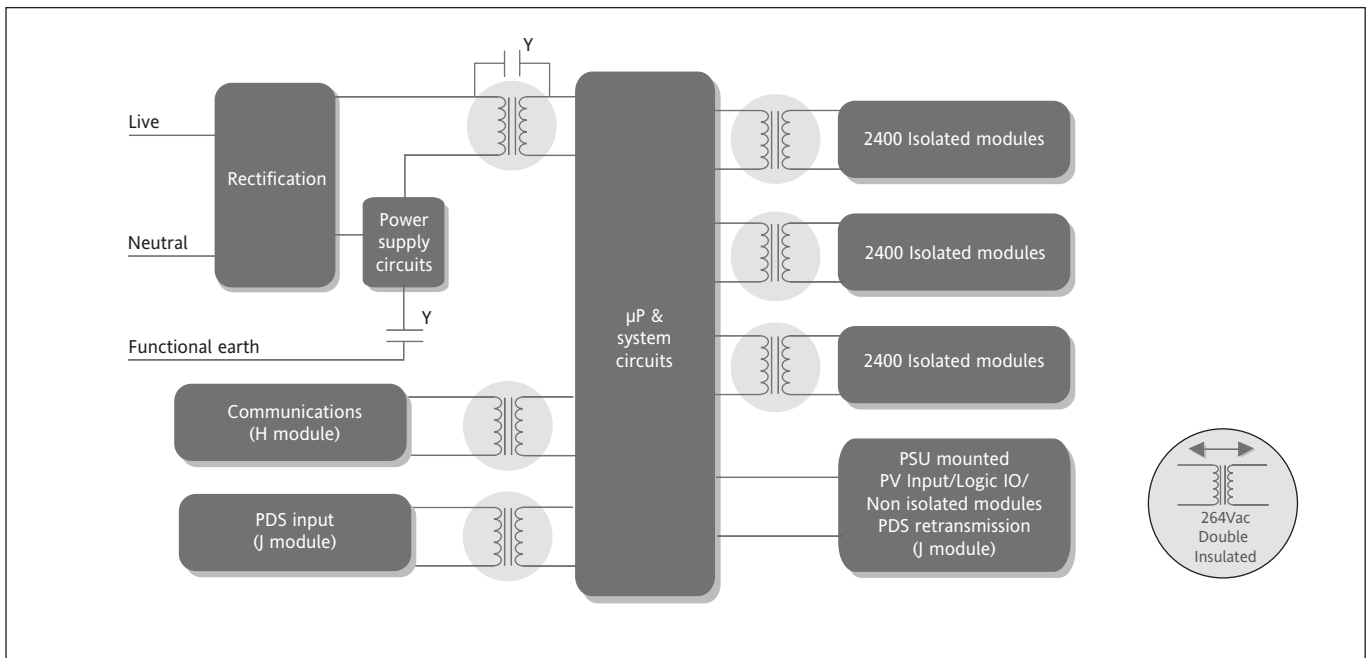 Y
Live
Rectification
Neutral
Power
supply
circuits
Y
Functional earth
Communications
(H module)
PDS input
(J module)
µP &
system
circuits
2400 Isolated modules
2400 Isolated modules
2400 Isolated modules
PSU mounted
PV Input/Logic IO/
Non isolated modules
PDS retransmission
(J module)
264Vac
Double
Insulated